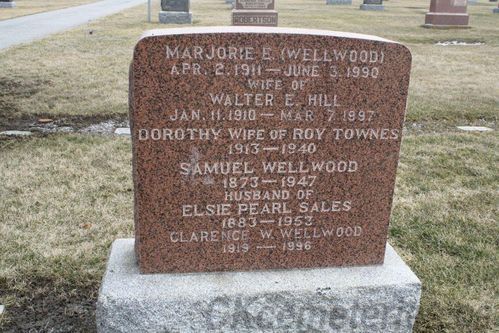 ROBERTSON
MARJORIE E. (WELLWOOD)
APR. 2, 1911 — JUNE 3, 1990
WIFE OF
WALTER E. HILL
JAN. 11, 1910 — MAR. 7, 1997
DOROTHY WIFE OF ROY TOWNES
1913 — 1940
SAMUEL WELLWOOD
1873 — 1947
HUSBAND OF
ELSIE PEARL SALES
1883 — 1953
CLARENCE W. WELLWOOD
1919 — 1996
CKCemeteries